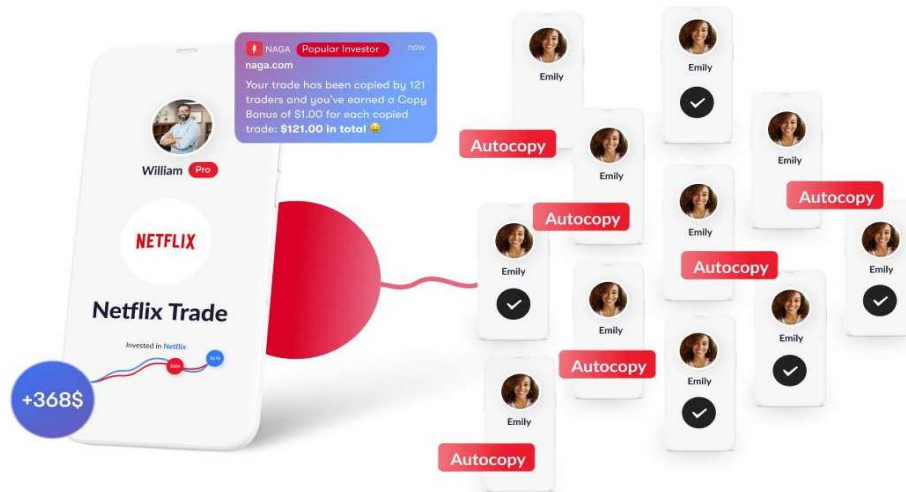 NAGA Popular Investor now
naga.com
Your trade has been copied by 121
traders and you've earned a Copy
Bonus of $1.00 for each copied
trade: $121.00 in total 😀
William Pro
NETFLIX
Netflix Trade
Invested in Netflix
+368$
Emily
Autocopy
Emily
Emily
Autocopy
Emily
Autocopy
Emily
Autocopy
Emily
Emily
Emily
Autocopy
Emily
Emily
Emily
Autocopy